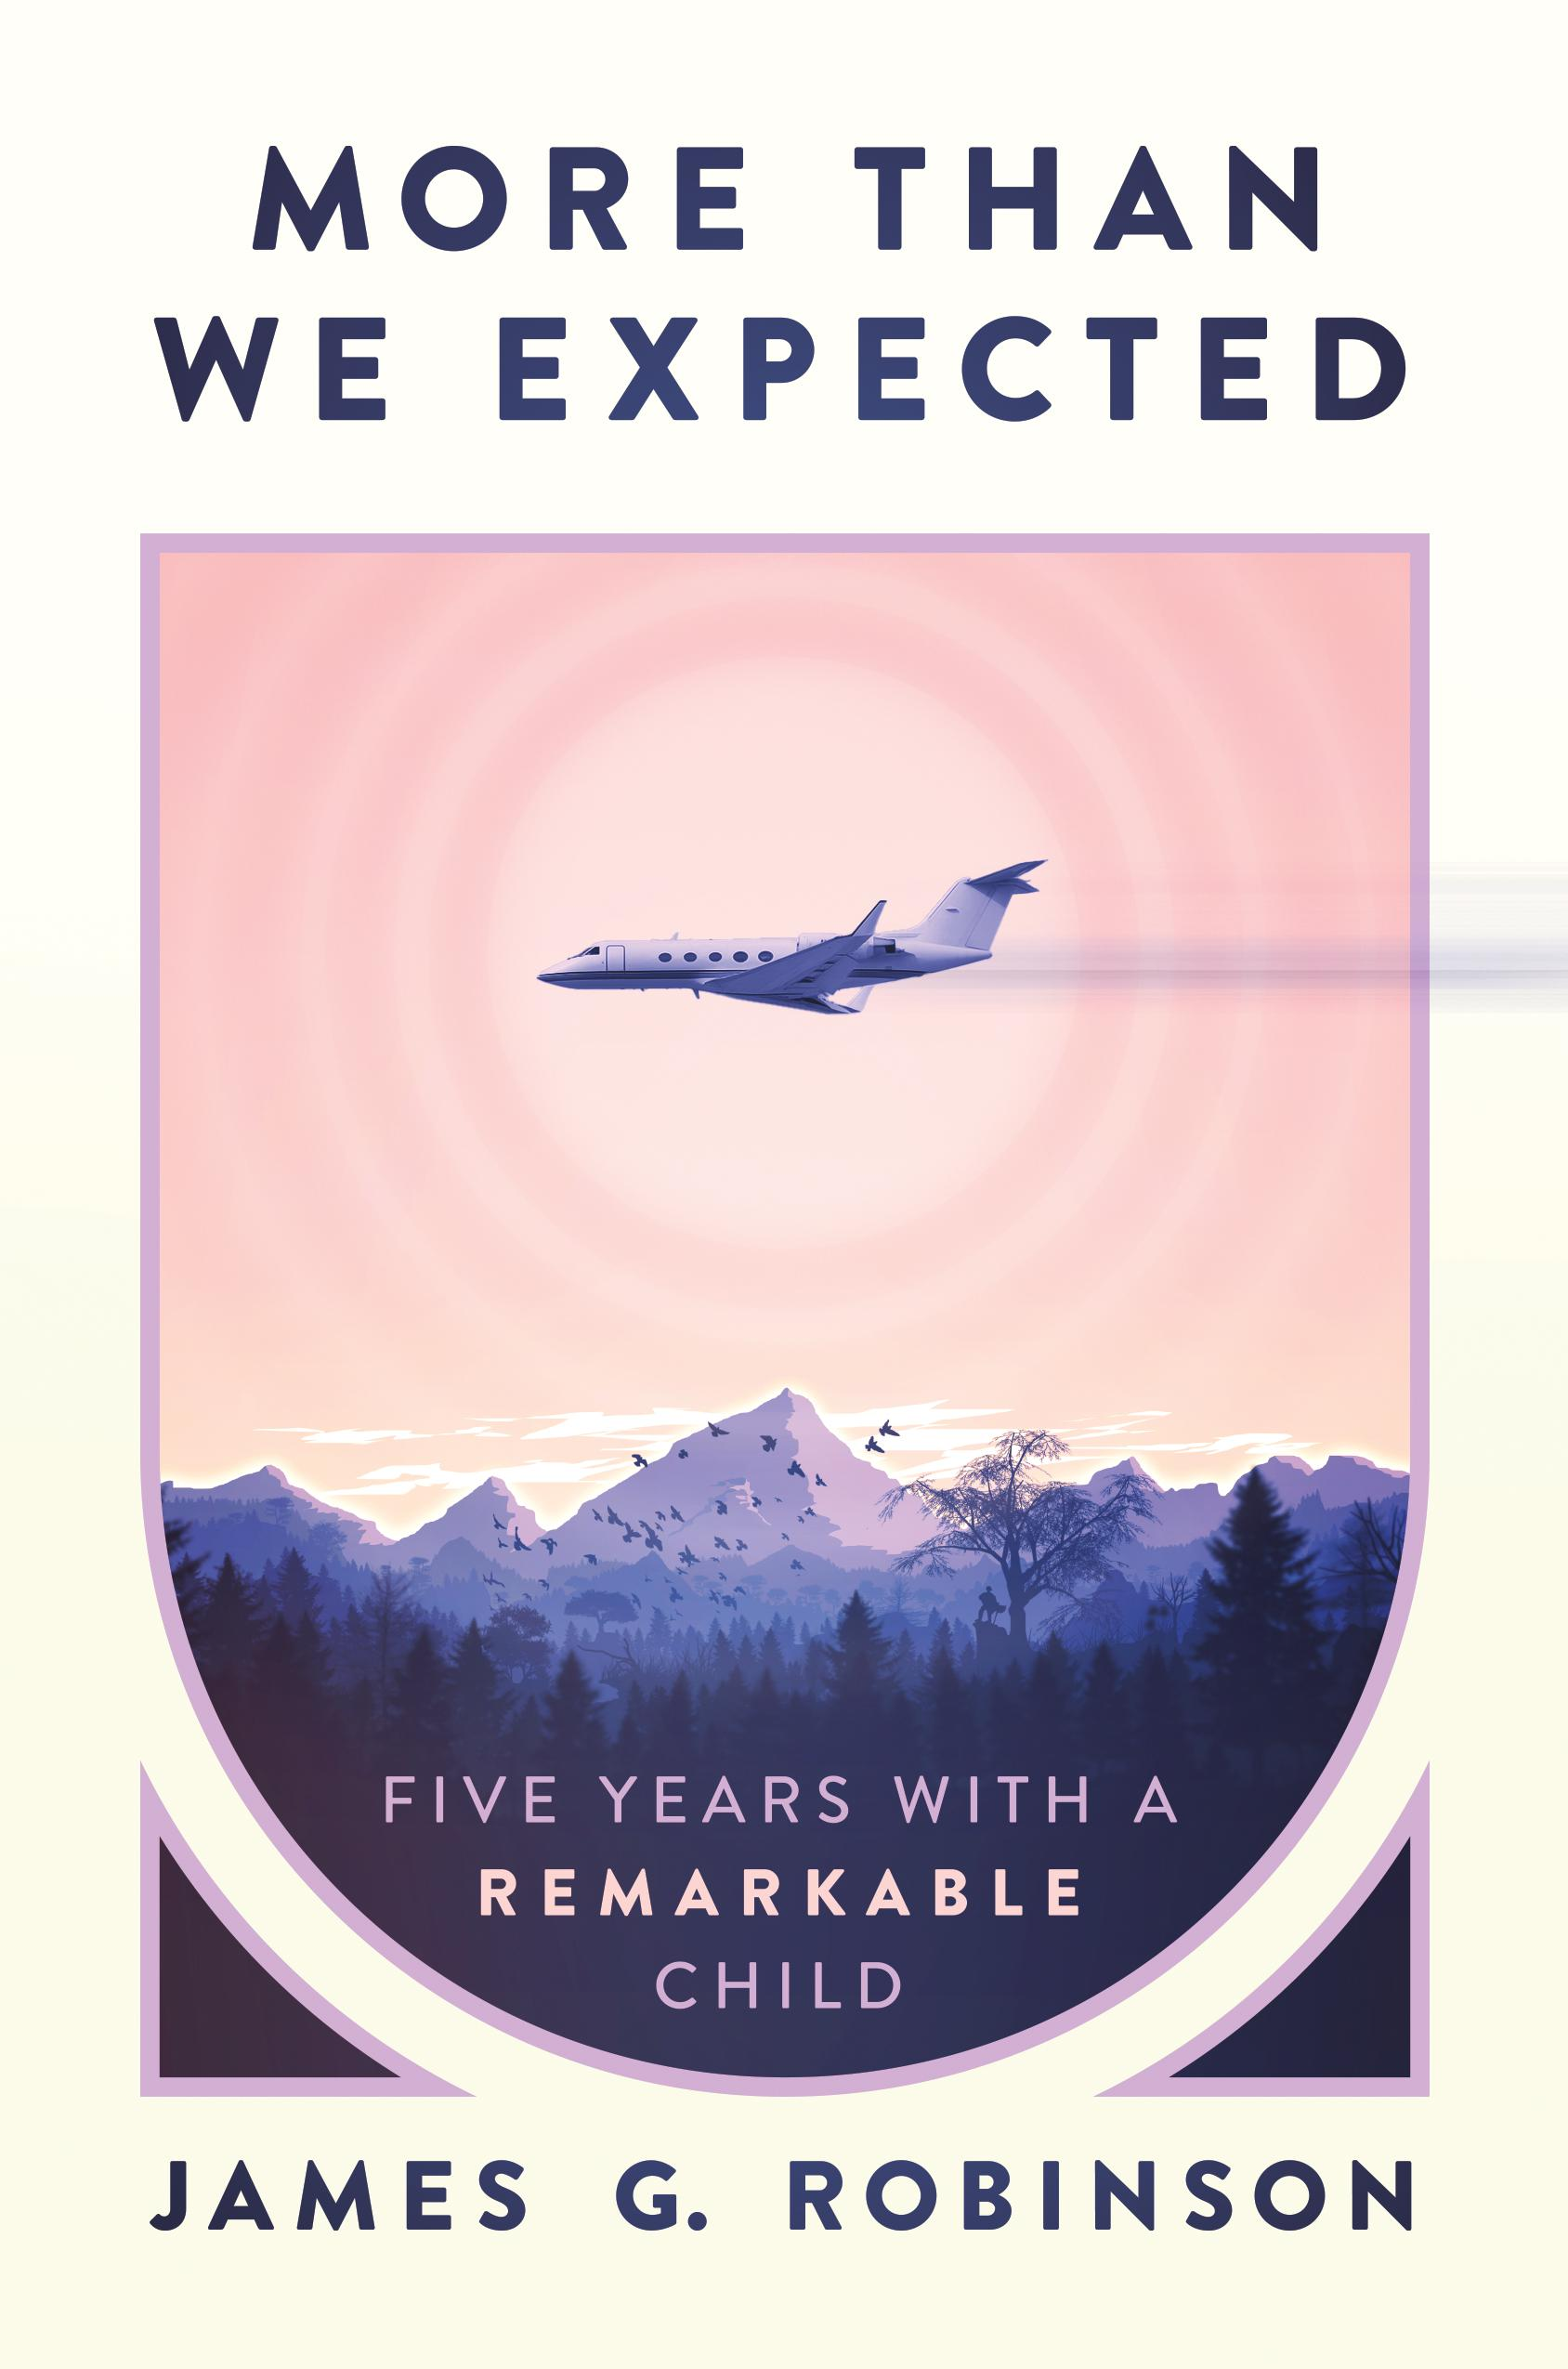 MORE THAN
WE EXPECTED
FIVE YEARS WITH A
REMARKABLE
CHILD
JAMES G. ROBINSON